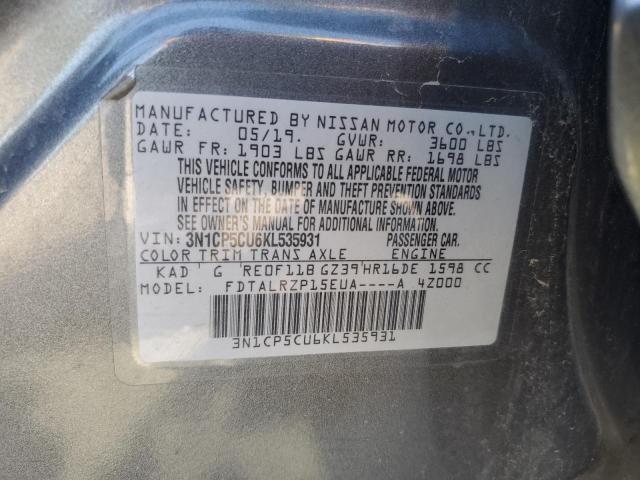 MANUFACTURED BY NISSAN MOTOR CO.,LTD.
DATE: 05/19. GVWR: 3600 LBS
GAWR FR: 1903 LBS GAWR RR: 1698 LBS
THIS VEHICLE CONFORMS TO ALL APPLICABLE FEDERAL MOTOR
VEHICLE SAFETY, BUMPER AND THEFT PREVENTION STANDARDS
IN EFFECT ON THE DATE OF MANUFACTURE SHOWN ABOVE.
SEE OWNER'S MANUAL FOR ADDITIONAL INFORMATION.
VIN: 3N1CP5CU6KL535931 PASSENGER CAR.
COLOR TRIM TRANS AXLE ENGINE
KAD G RE0F11B GZ39 HR16DE 1598 CC
MODEL: FDTALRZP15EUA----A 4Z000
3N1CP5CU6KL535931